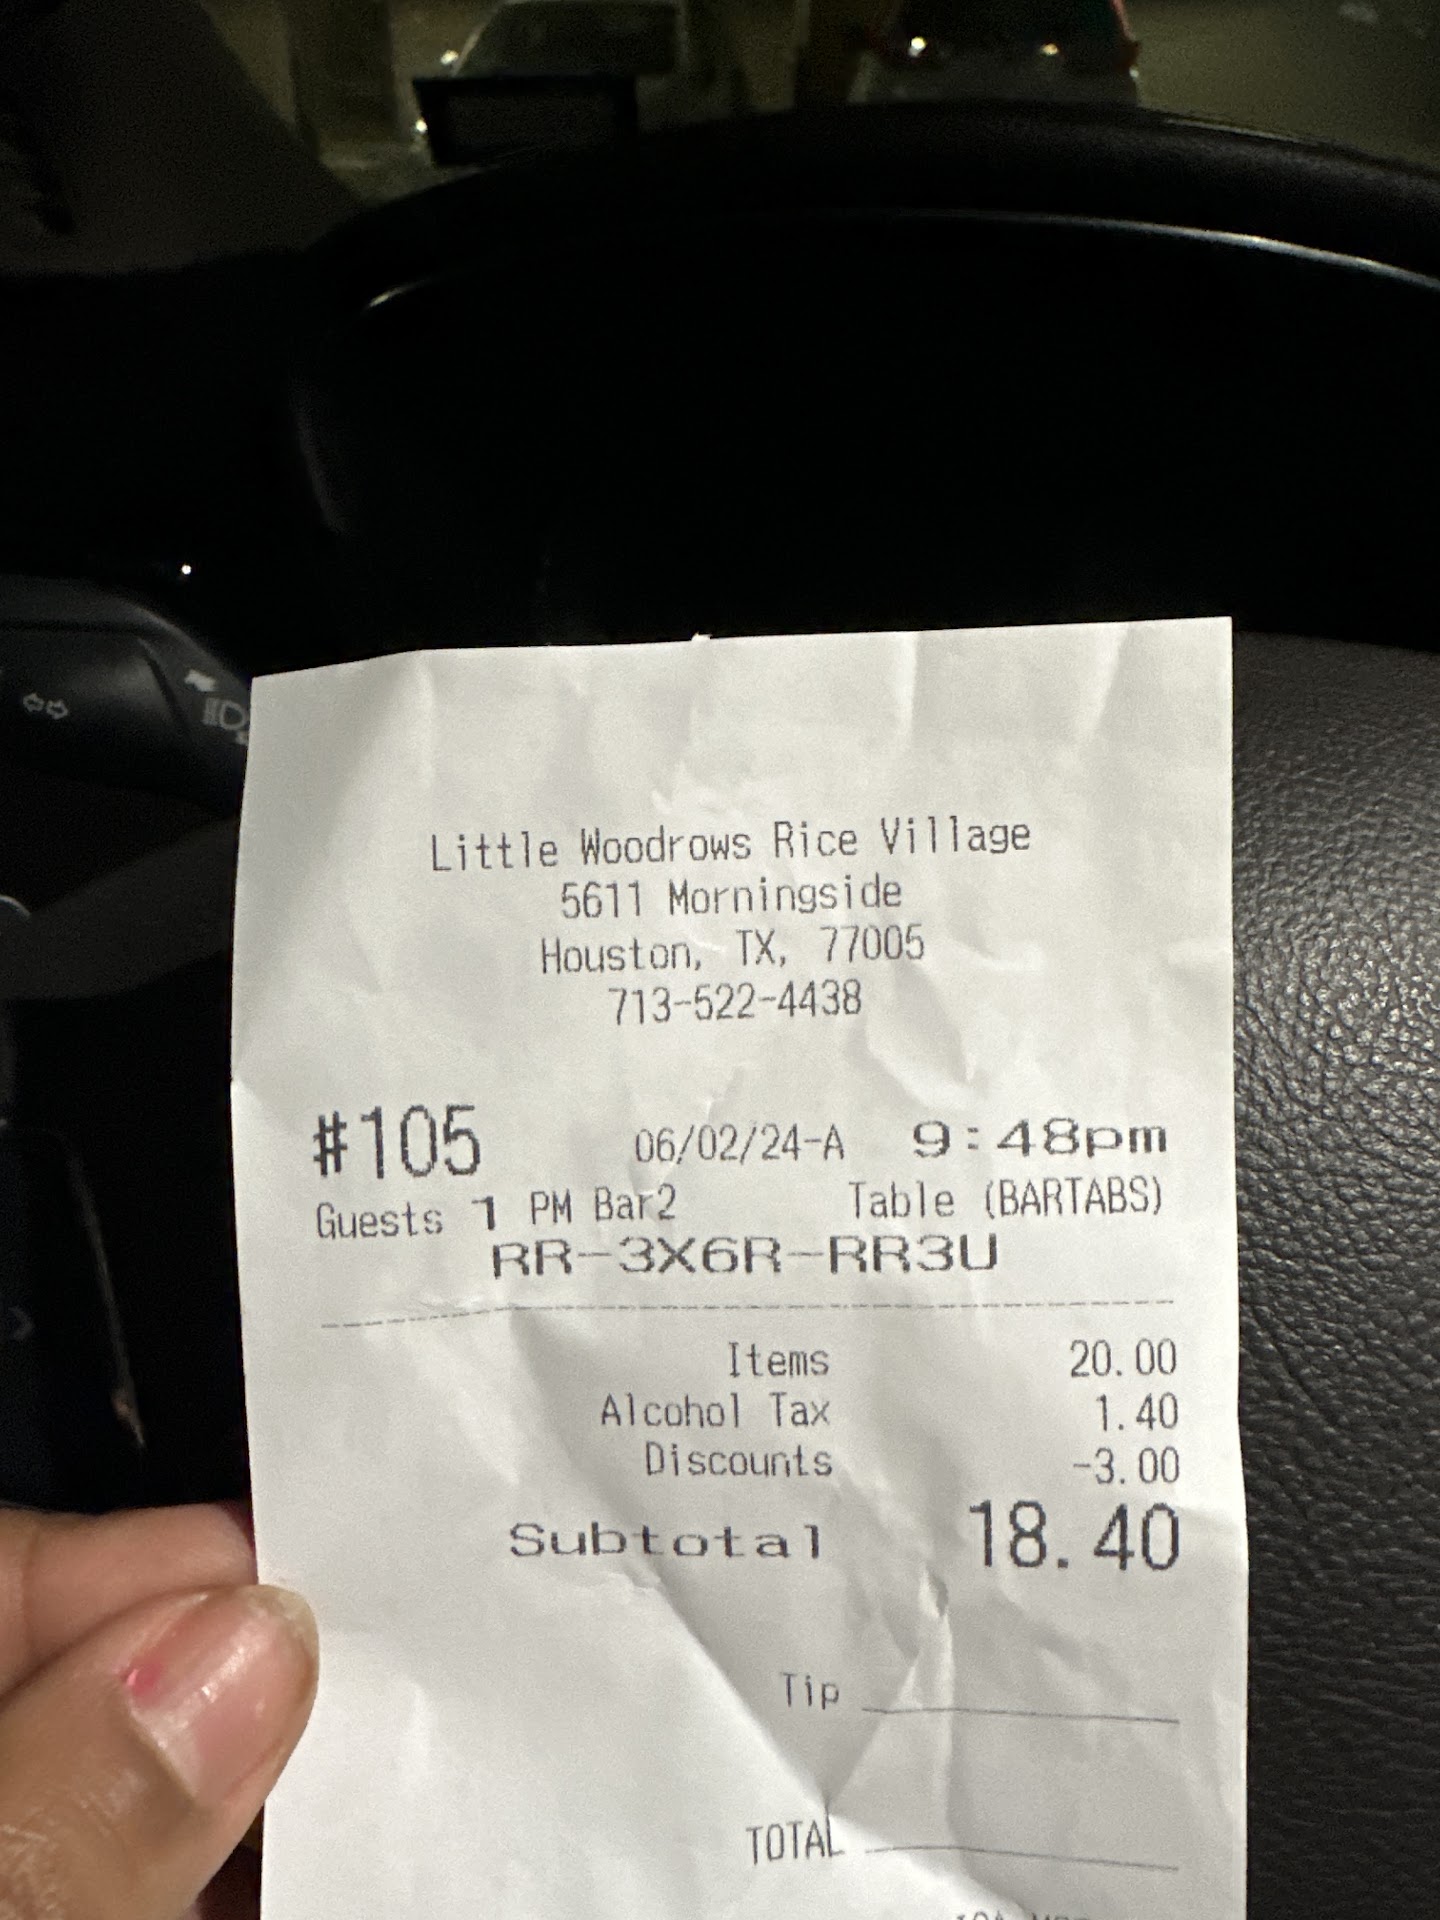 Little Woodrows Rice Village
5611 Morningside
Houston, TX, 77005
713-522-4438
#105 06/02/24-A 9:48pm
Guests 1 PM Bar2 Table (BARTABS)
RR-3X6R-RR3U
Items 20.00
Alcohol Tax 1.40
Discounts -3.00
Subtotal 18.40
Tip
TOTAL